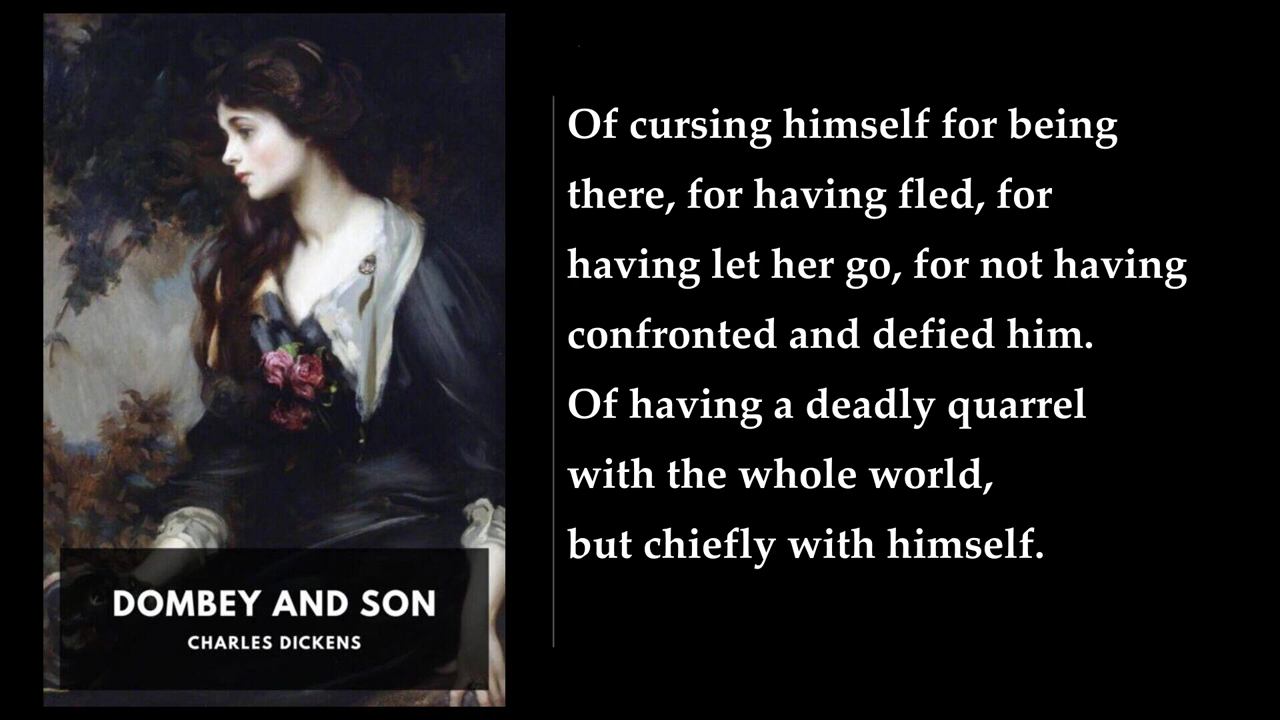 Of cursing himself for being
there, for having fled, for
having let her go, for not having
confronted and defied him.
Of having a deadly quarrel
with the whole world,
but chiefly with himself.
DOMBEY AND SON
CHARLES DICKENS